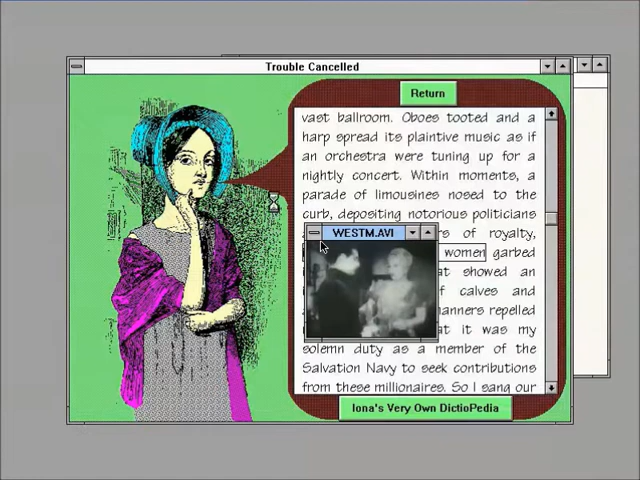 Trouble Cancelled
Return
vast ballroom. Oboes tooted and a
harp spread its plaintive music as if
an orchestra were tuning up for a
nightly concert. Within moments, a
parade of limousines nosed to the
curb, depositing notorious politicians
WESTM.AVI
rs of royalty,
women garbed
at showed an
f calves and
manners repelled
at it was my
solemn duty as a member of the
Salvation Navy to seek contributions
from these millionaires. So I sang our
Iona's Very Own DictioPedia